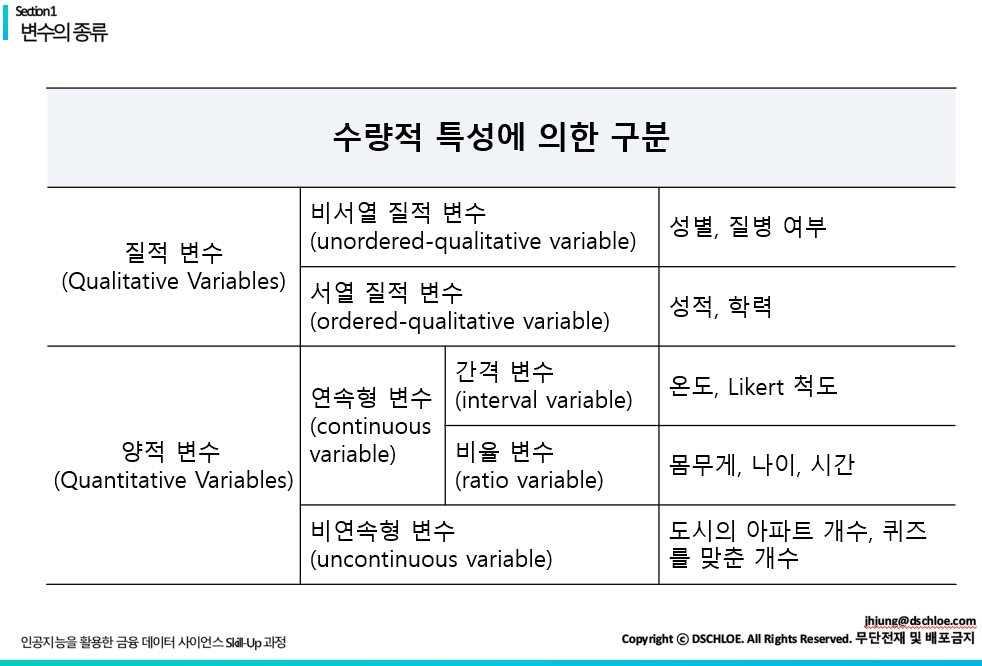 Section1
변수의 종류
수량적 특성에 의한 구분
질적 변수
(Qualitative Variables)
비서열 질적 변수
(unordered-qualitative variable)
성별, 질병 여부
서열 질적 변수
(ordered-qualitative variable)
성적, 학력
양적 변수
(Quantitative Variables)
연속형 변수
(continuous
variable)
간격 변수
(interval variable)
온도, Likert 척도
비율 변수
(ratio variable)
몸무게, 나이, 시간
비연속형 변수
(uncontinuous variable)
도시의 아파트 개수, 퀴즈
를 맞춘 개수
인공지능을 활용한 금융 데이터 사이언스 Skill-Up 과정
jhjung@dschloe.com
Copyright ⓒ DSCHLOE. All Rights Reserved. 무단전재 및 배포금지